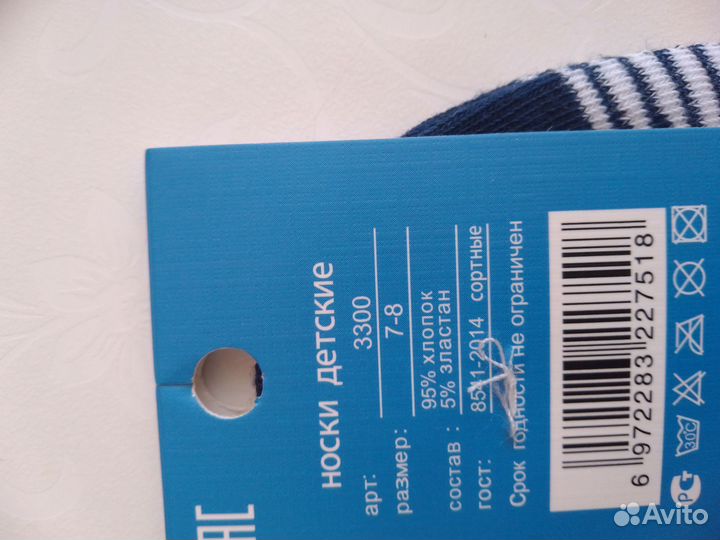 носки детские
арт: 3300
размер: 7-8
состав: 95% хлопок
5% эластан
гост: 8541-2014 сортные
Срок годности не ограничен
6 972283 227518
30°C
EAC
Avito